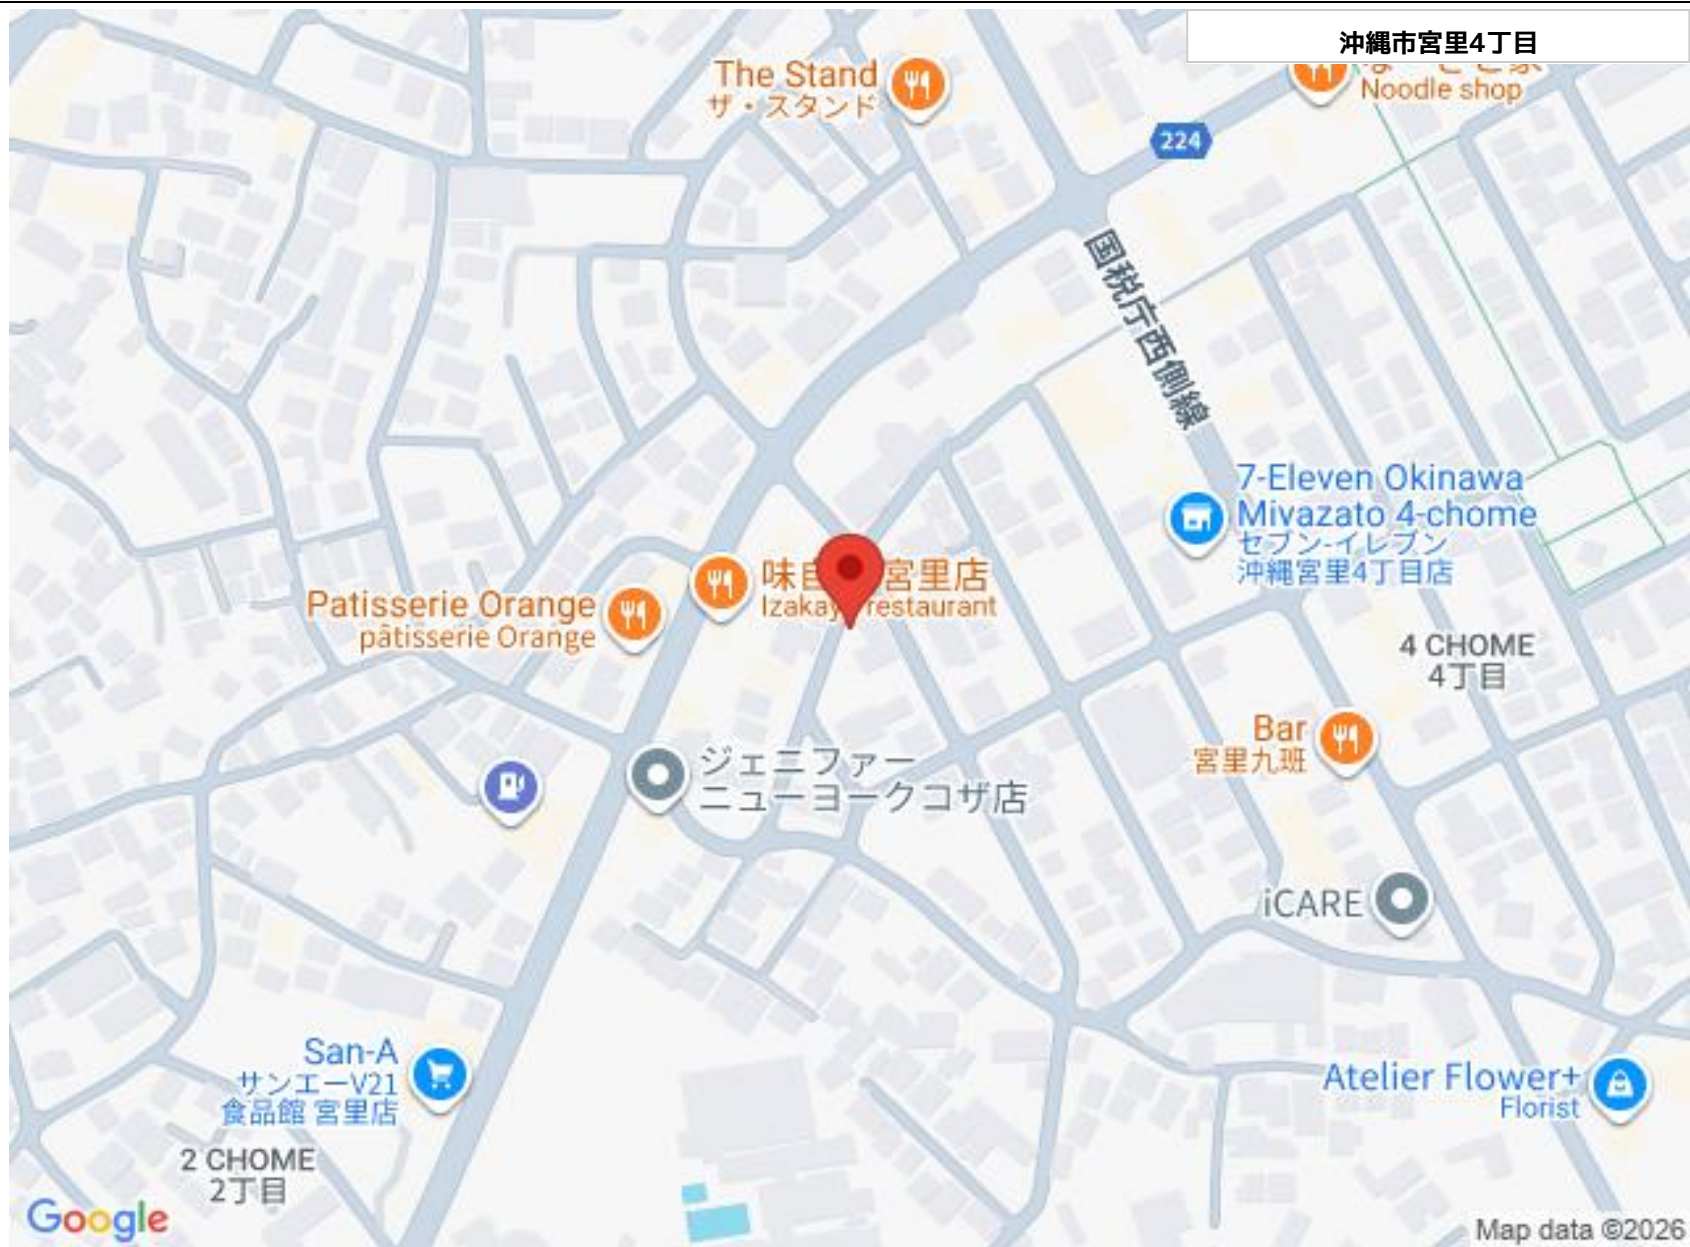 沖縄市宮里4丁目
The Stand
ザ・スタンド
Noodle shop
224
国税庁西側線
7-Eleven Okinawa
Miyazato 4-chome
セブン-イレブン
沖縄宮里4丁目店
宮里店
restaurant
Patisserie Orange
pâtisserie Orange
4 CHOME
4丁目
Bar
宮里九班
ジェニファー
ニューヨークコザ店
iCARE
San-A
サンエーV21
食品館 宮里店
Atelier Flower+
Florist
2 CHOME
2丁目
Google
Map data ©2026